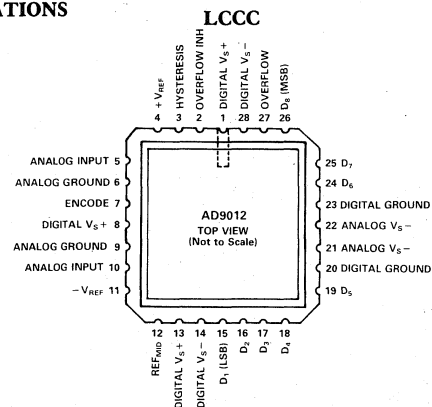 ATIONS
LCCC
+ VREF
HYSTERESIS
OVERFLOW INH
DIGITAL VS+
DIGITAL VS−
OVERFLOW
D8 (MSB)
4 3 2 1 28 27 26
ANALOG INPUT 5
ANALOG GROUND 6
ENCODE 7
DIGITAL VS+ 8
ANALOG GROUND 9
ANALOG INPUT 10
−VREF 11
AD9012
TOP VIEW
(Not to Scale)
25 D7
24 D6
23 DIGITAL GROUND
22 ANALOG VS−
21 ANALOG VS−
20 DIGITAL GROUND
19 D5
12 13 14 15 16 17 18
REFMID
DIGITAL VS+
DIGITAL VS−
D1 (LSB)
D2
D3
D4